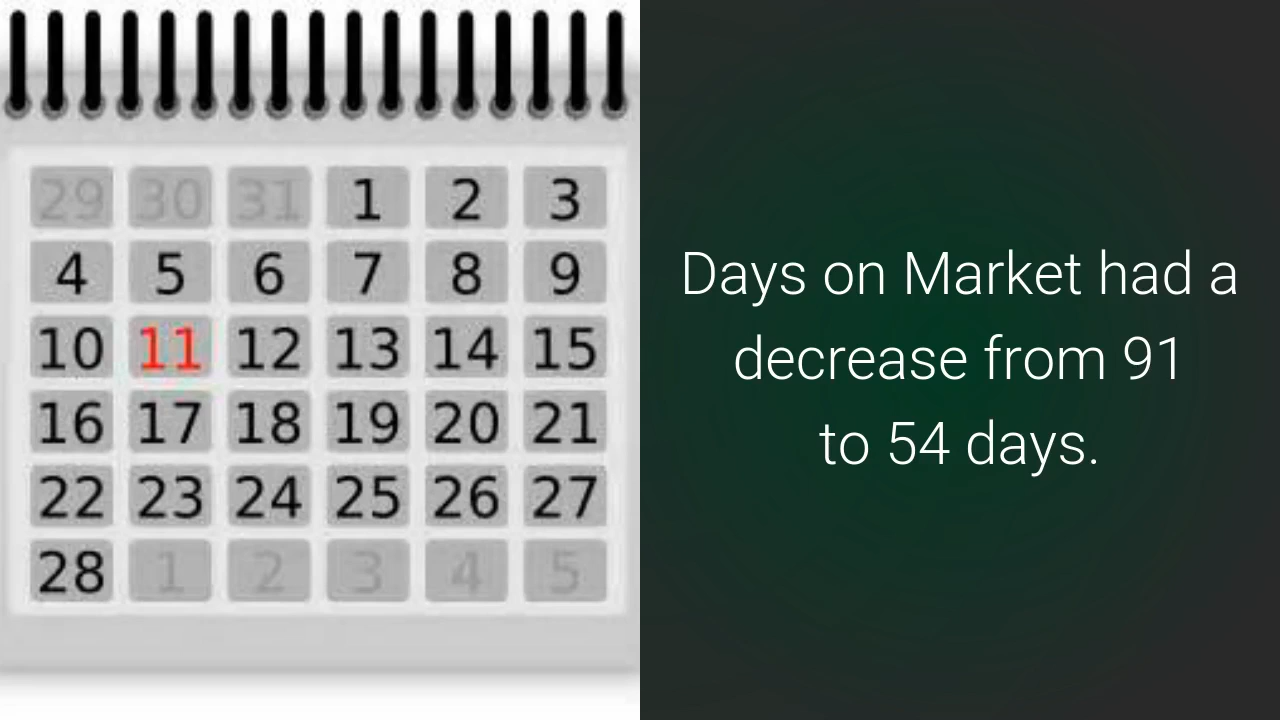 29 30 31 1 2 3
4 5 6 7 8 9
10 11 12 13 14 15
16 17 18 19 20 21
22 23 24 25 26 27
28 1 2 3 4 5
Days on Market had a
decrease from 91
to 54 days.